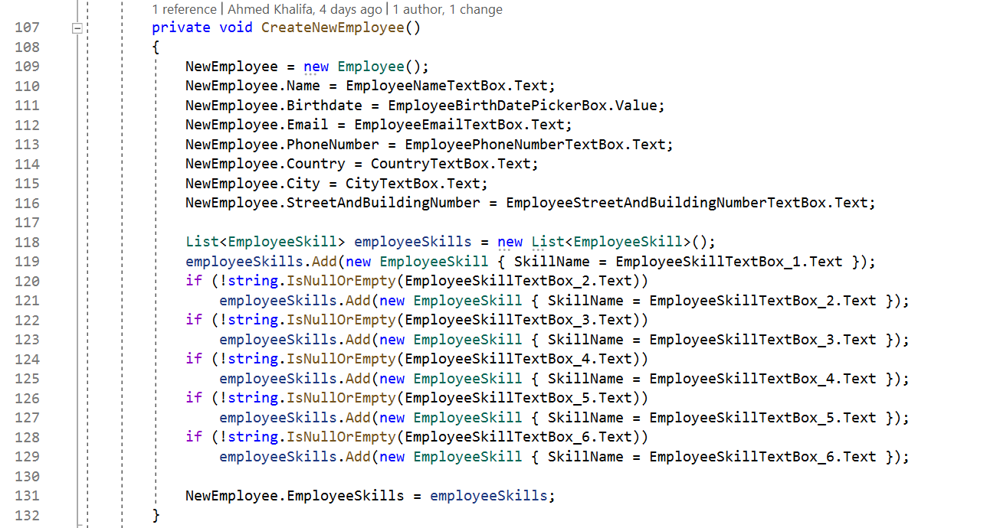 1 reference | Ahmed Khalifa, 4 days ago | 1 author, 1 change
107 private void CreateNewEmployee()
108 {
109 NewEmployee = new Employee();
110 NewEmployee.Name = EmployeeNameTextBox.Text;
111 NewEmployee.Birthdate = EmployeeBirthDatePickerBox.Value;
112 NewEmployee.Email = EmployeeEmailTextBox.Text;
113 NewEmployee.PhoneNumber = EmployeePhoneNumberTextBox.Text;
114 NewEmployee.Country = CountryTextBox.Text;
115 NewEmployee.City = CityTextBox.Text;
116 NewEmployee.StreetAndBuildingNumber = EmployeeStreetAndBuildingNumberTextBox.Text;
117
118 List<EmployeeSkill> employeeSkills = new List<EmployeeSkill>();
119 employeeSkills.Add(new EmployeeSkill { SkillName = EmployeeSkillTextBox_1.Text });
120 if (!string.IsNullOrEmpty(EmployeeSkillTextBox_2.Text))
121 employeeSkills.Add(new EmployeeSkill { SkillName = EmployeeSkillTextBox_2.Text });
122 if (!string.IsNullOrEmpty(EmployeeSkillTextBox_3.Text))
123 employeeSkills.Add(new EmployeeSkill { SkillName = EmployeeSkillTextBox_3.Text });
124 if (!string.IsNullOrEmpty(EmployeeSkillTextBox_4.Text))
125 employeeSkills.Add(new EmployeeSkill { SkillName = EmployeeSkillTextBox_4.Text });
126 if (!string.IsNullOrEmpty(EmployeeSkillTextBox_5.Text))
127 employeeSkills.Add(new EmployeeSkill { SkillName = EmployeeSkillTextBox_5.Text });
128 if (!string.IsNullOrEmpty(EmployeeSkillTextBox_6.Text))
129 employeeSkills.Add(new EmployeeSkill { SkillName = EmployeeSkillTextBox_6.Text });
130
131 NewEmployee.EmployeeSkills = employeeSkills;
132 }